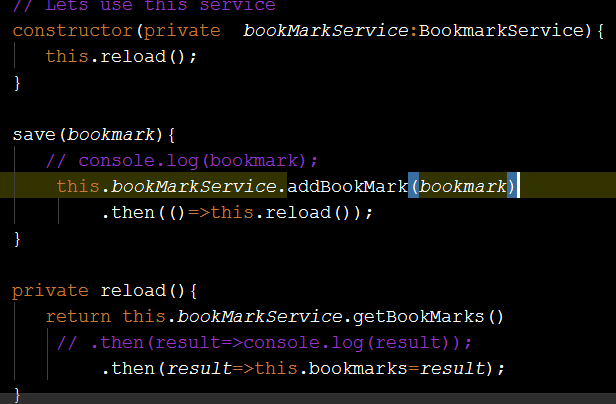 // Lets use this service
constructor(private  bookMarkService:BookmarkService){
this.reload();
}
save(bookmark){
// console.log(bookmark);
this.bookMarkService.addBookMark(bookmark)
.then(()=>this.reload());
}
private reload(){
return this.bookMarkService.getBookMarks()
// .then(result=>console.log(result));
.then(result=>this.bookmarks=result);
}